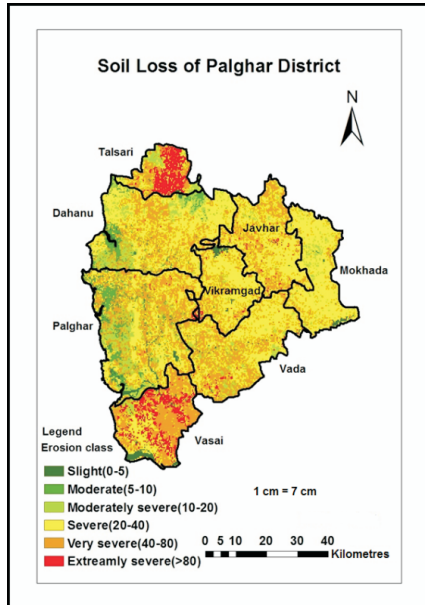 Soil Loss of Palghar District
N
Talsari
Dahanu
Javhar
Mokhada
Vikramgad
Palghar
Vada
Vasai
Legend
Erosion class
Slight(0-5)
Moderate(5-10)
Moderately severe(10-20)
Severe(20-40)
Very severe(40-80)
Extreamly severe(>80)
1 cm = 7 cm
0 5 10 20 30 40
Kilometres